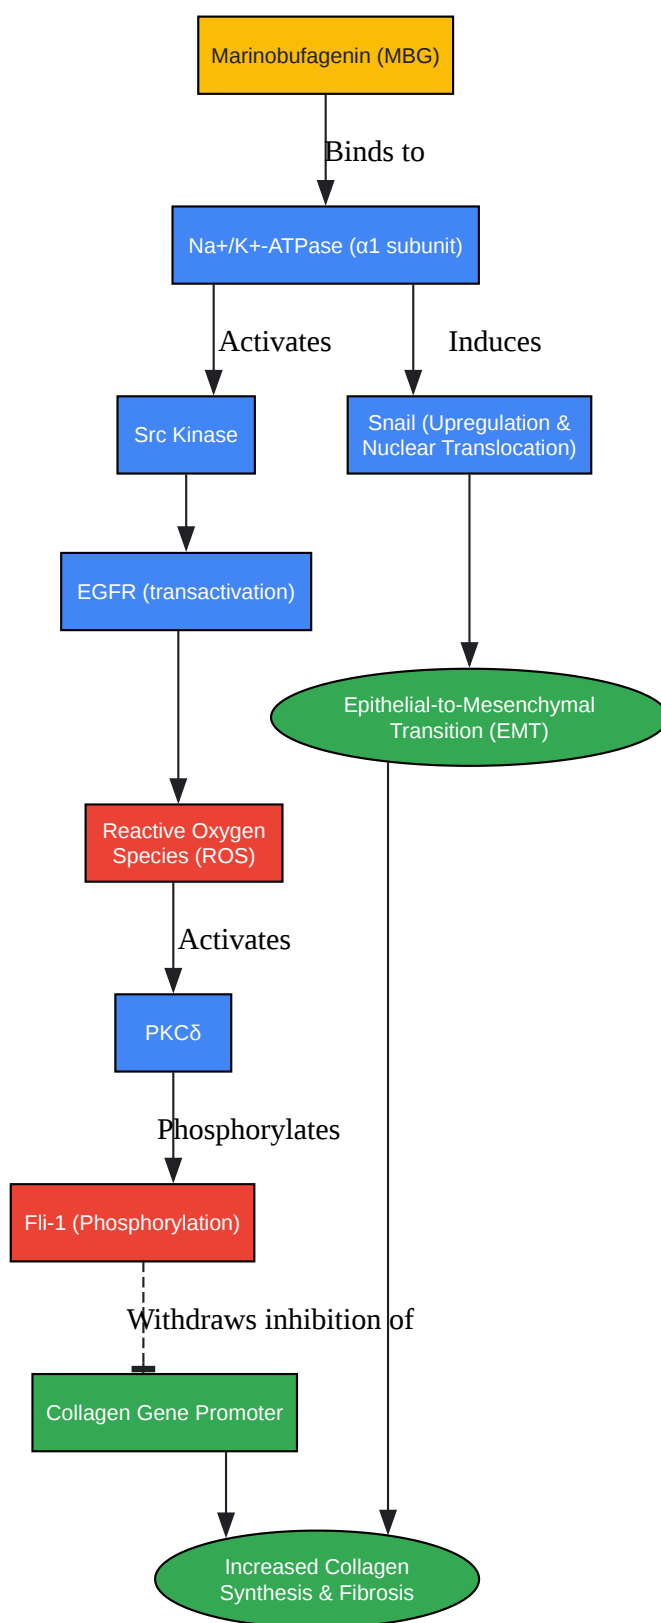 Marinobufagenin (MBG)
Binds to
Na+/K+-ATPase (α1 subunit)
Activates
Induces
Src Kinase
Snail (Upregulation &
Nuclear Translocation)
EGFR (transactivation)
Epithelial-to-Mesenchymal
Transition (EMT)
Reactive Oxygen
Species (ROS)
Activates
PKCδ
Phosphorylates
Fli-1 (Phosphorylation)
Withdraws inhibition of
Collagen Gene Promoter
Increased Collagen
Synthesis & Fibrosis